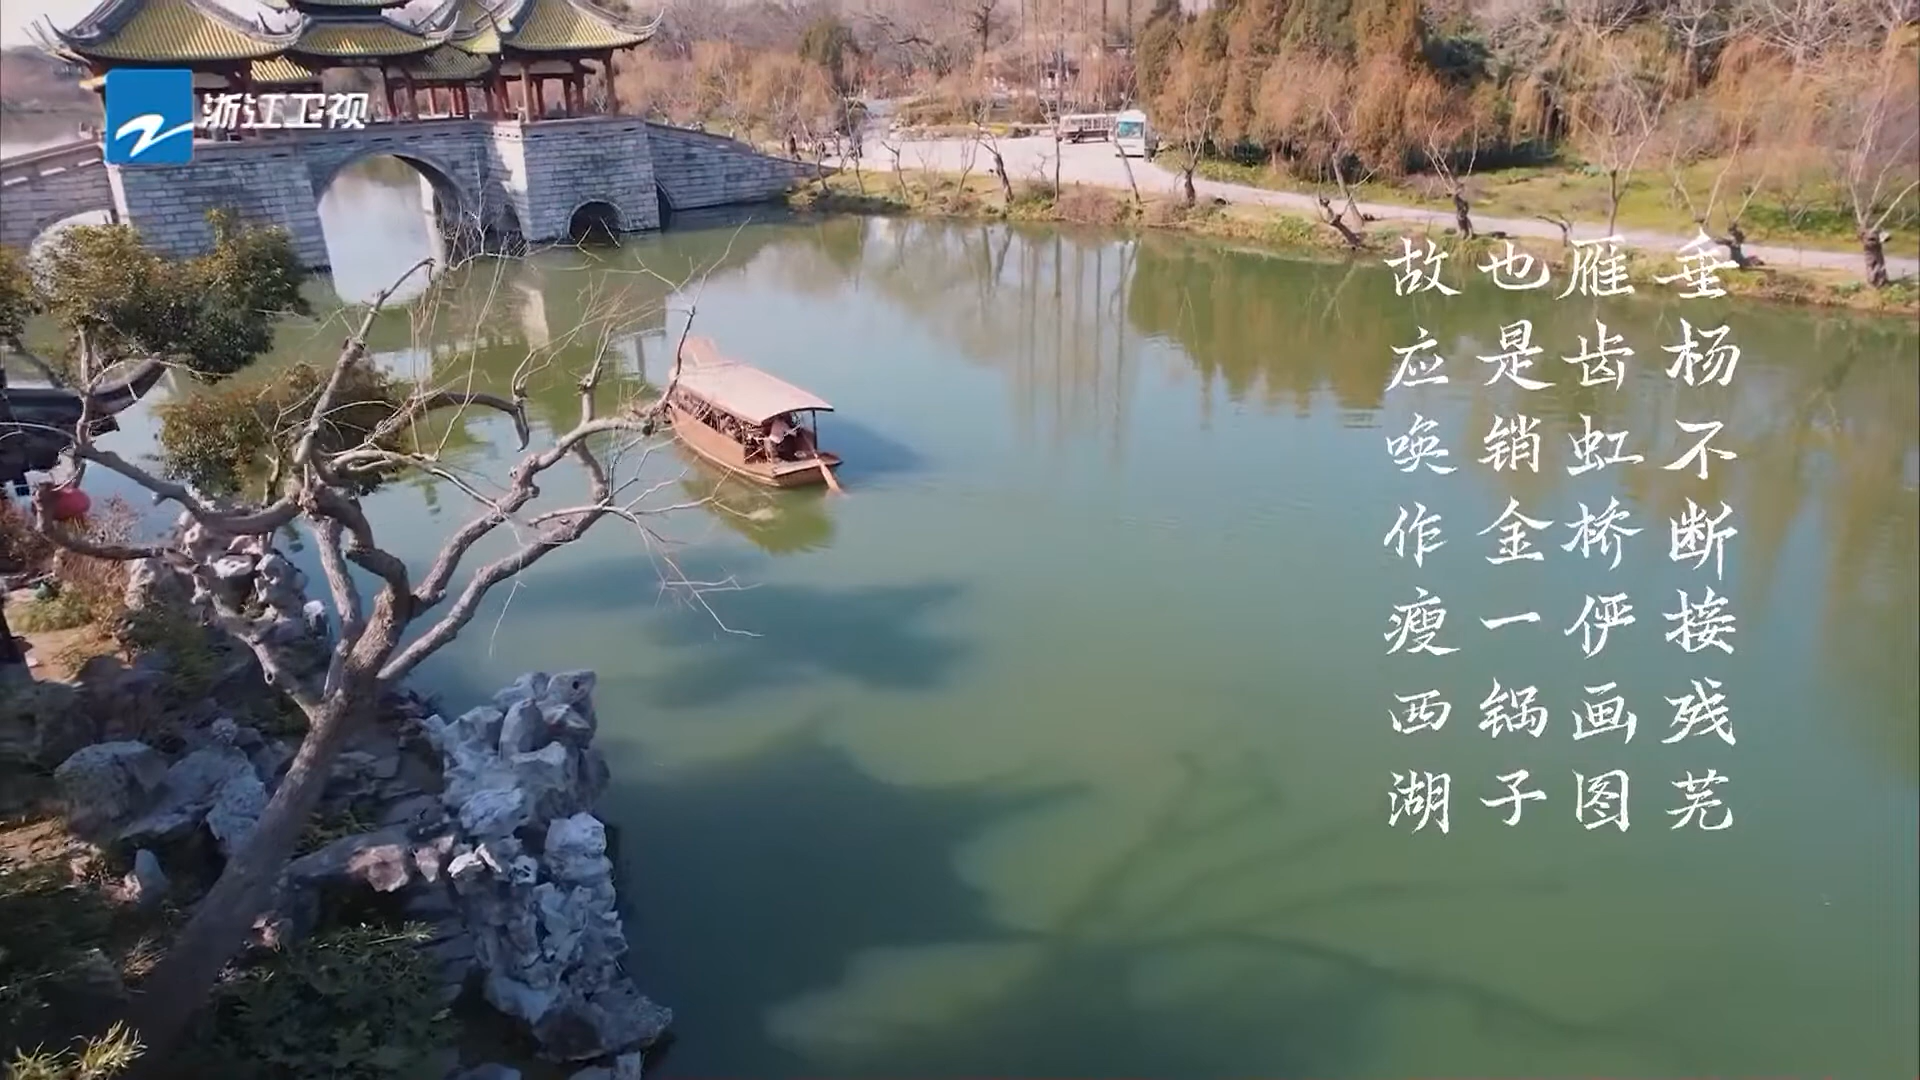 浙江卫视
垂杨不断接残芜
雁齿虹桥俨画图
也是销金一锅子
故应唤作瘦西湖